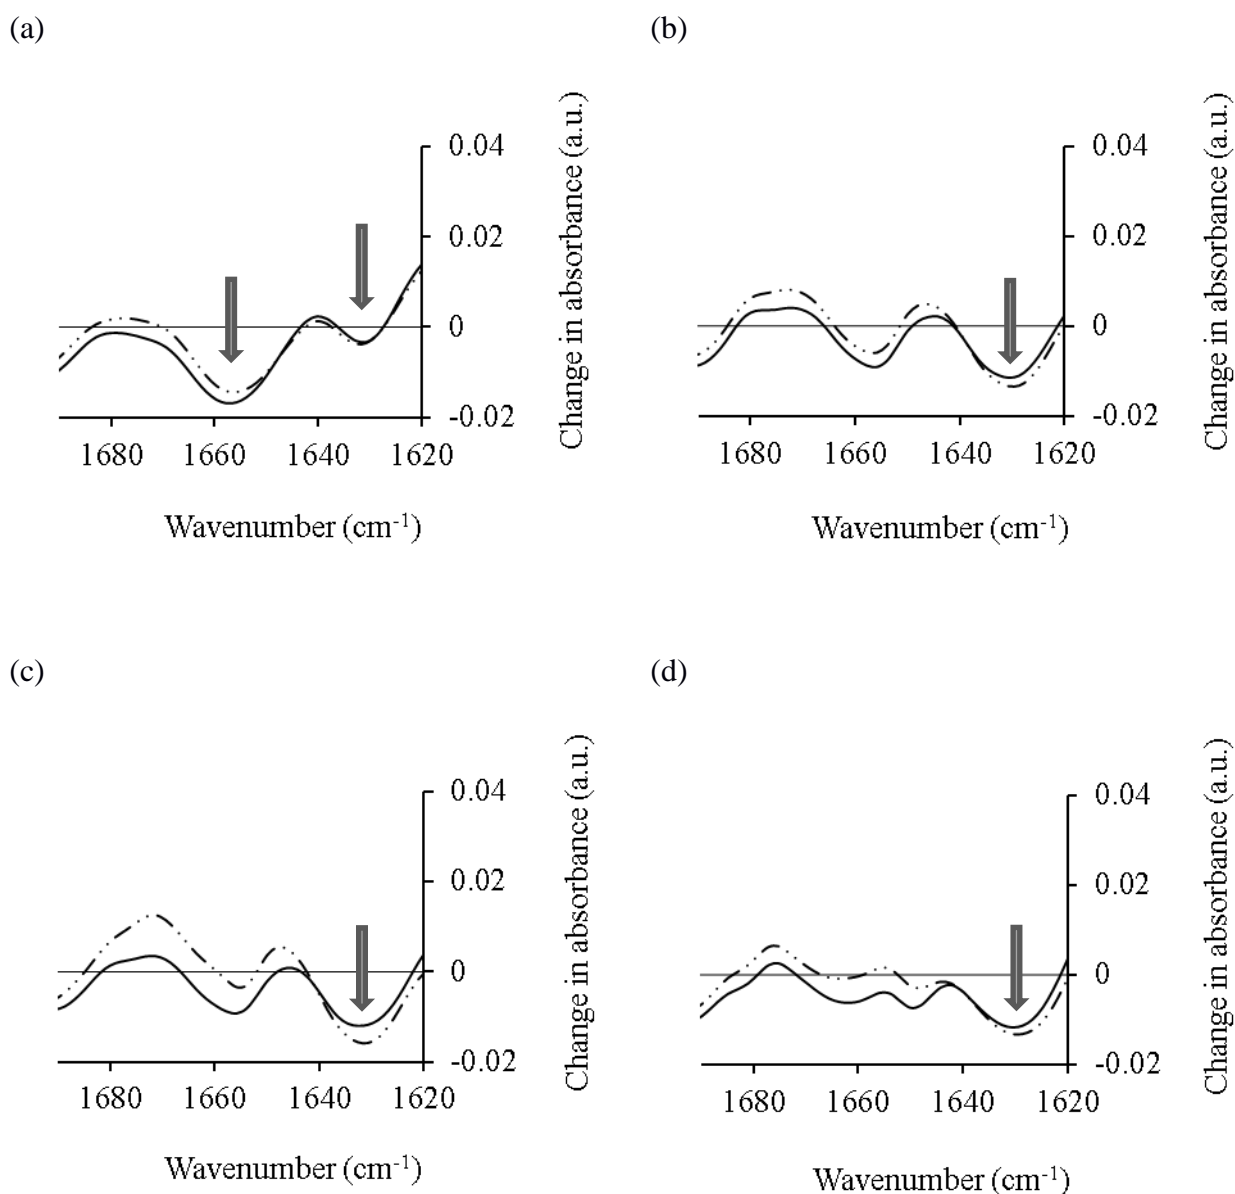 (a)
0.04
0.02
0
-0.02
1680 1660 1640 1620
Wavenumber (cm-1)
Change in absorbance (a.u.)
(b)
0.04
0.02
0
-0.02
1680 1660 1640 1620
Wavenumber (cm-1)
Change in absorbance (a.u.)
(c)
0.04
0.02
0
-0.02
1680 1660 1640 1620
Wavenumber (cm-1)
Change in absorbance (a.u.)
(d)
0.04
0.02
0
-0.02
1680 1660 1640 1620
Wavenumber (cm-1)
Change in absorbance (a.u.)